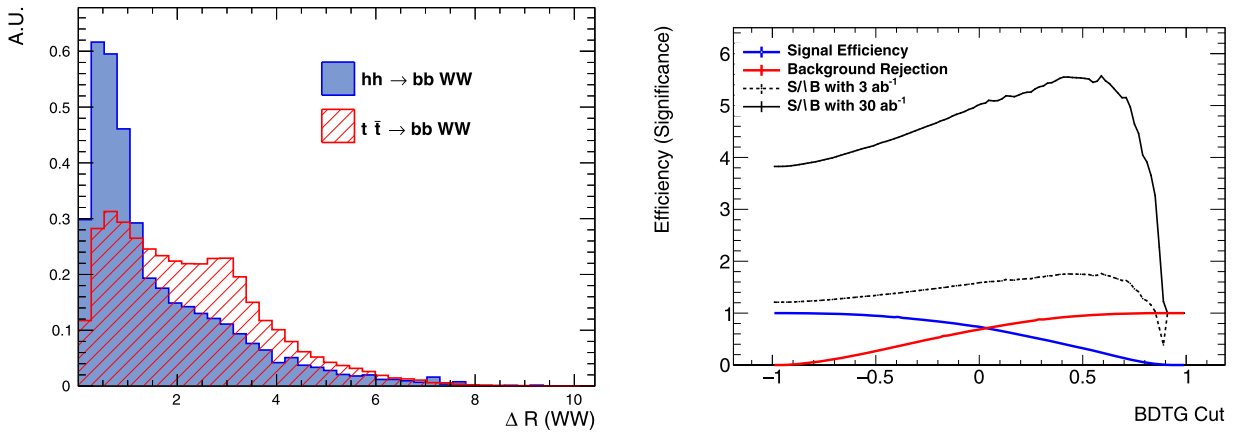 A.U.
0.6
0.5
0.4
0.3
0.2
0.1
0
2
4
6
8
10
Δ R (WW)
hh → bb WW
t t̄ → bb WW
Efficiency (Significance)
6
5
4
3
2
1
0
−1
−0.5
0
0.5
1
BDTG Cut
Signal Efficiency
Background Rejection
S/\ B with 3 ab⁻¹
S/\ B with 30 ab⁻¹